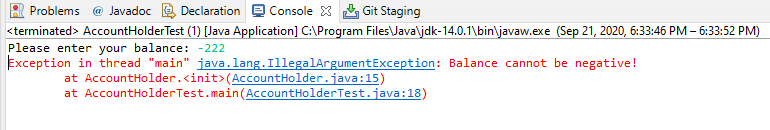 Problems @ Javadoc Declaration Console Git Staging
<terminated> AccountHolderTest (1) [Java Application] C:\Program Files\Java\jdk-14.0.1\bin\javaw.exe (Sep 21, 2020, 6:33:46 PM – 6:33:52 PM)
Please enter your balance: -222
Exception in thread "main" java.lang.IllegalArgumentException: Balance cannot be negative!
at AccountHolder.<init>(AccountHolder.java:15)
at AccountHolderTest.main(AccountHolderTest.java:18)